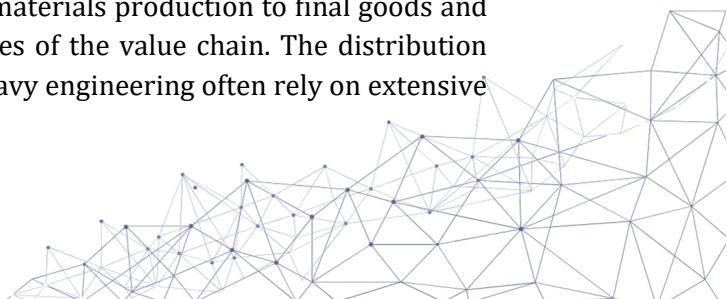 materials production to final goods and
es of the value chain. The distribution
avy engineering often rely on extensive